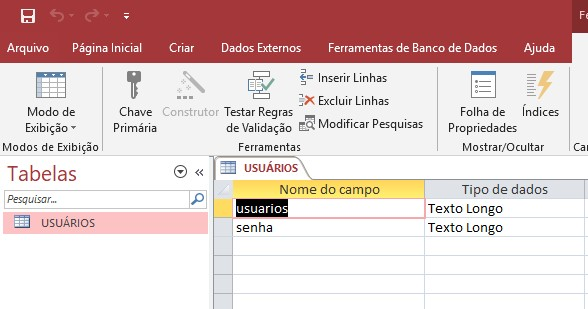 Fe
Arquivo Página Inicial Criar Dados Externos Ferramentas de Banco de Dados Ajuda
Modo de Exibição
Chave Primária
Construtor
Testar Regras de Validação
Inserir Linhas
Excluir Linhas
Modificar Pesquisas
Folha de Propriedades
Índices
Modos de Exibição Ferramentas Mostrar/Ocultar Ca
Tabelas
Pesquisar...
USUÁRIOS
USUÁRIOS
Nome do campo Tipo de dados
usuarios Texto Longo
senha Texto Longo